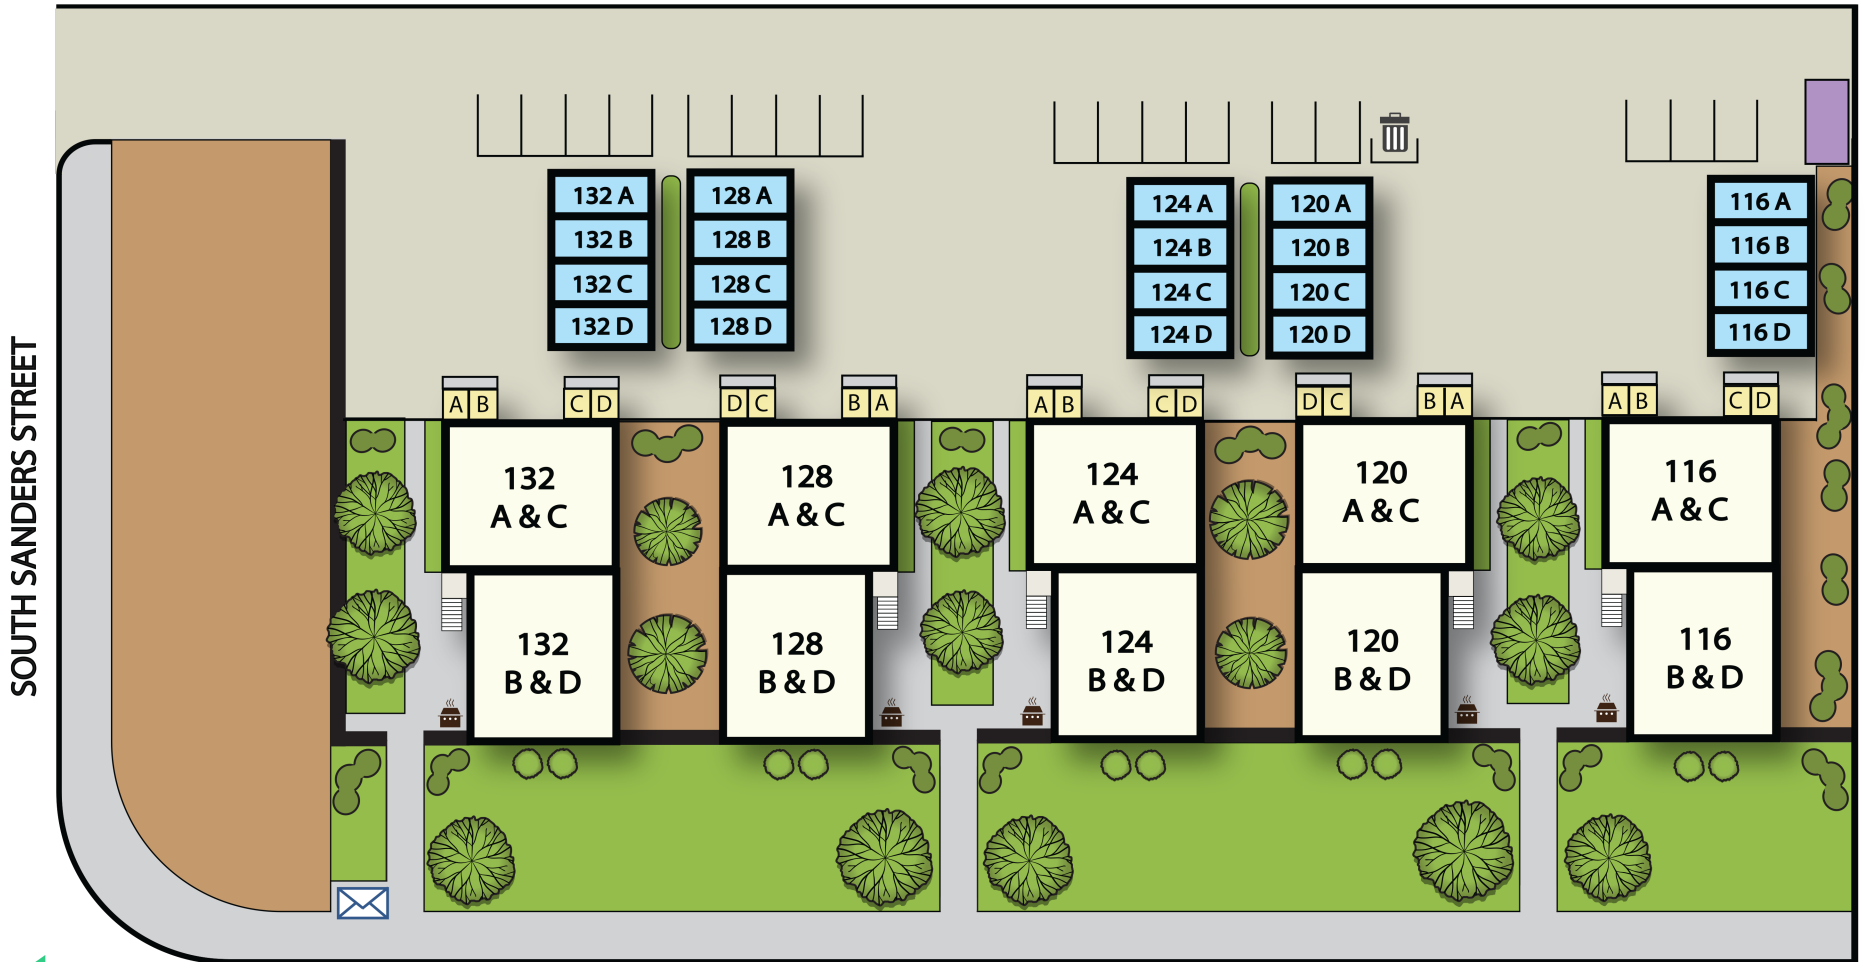 SOUTH SANDERS STREET
132 A
132 B
132 C
132 D
128 A
128 B
128 C
128 D
124 A
124 B
124 C
124 D
120 A
120 B
120 C
120 D
116 A
116 B
116 C
116 D
A B
C D
D C
B A
A B
C D
D C
B A
A B
C D
132
A & C
128
A & C
124
A & C
120
A & C
116
A & C
132
B & D
128
B & D
124
B & D
120
B & D
116
B & D